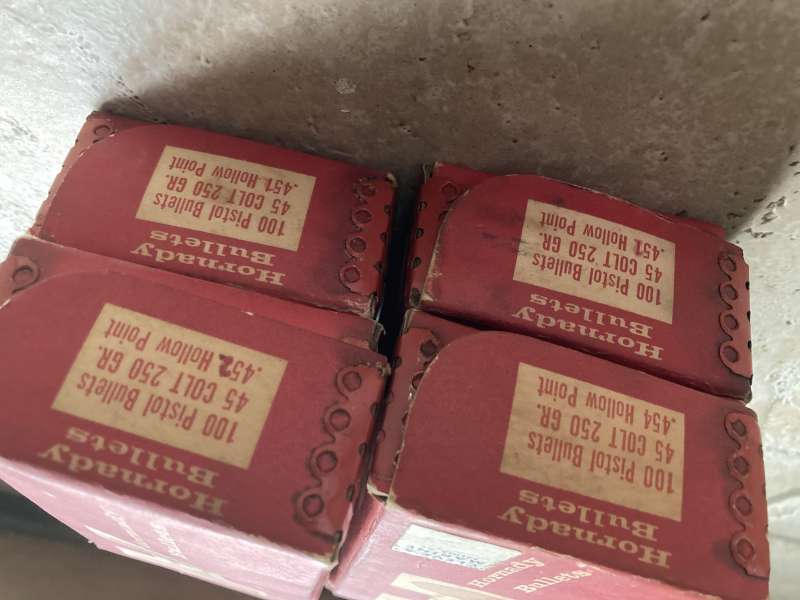 Hornady
Bullets
100 Pistol Bullets
45 COLT 250 GR.
.451 Hollow Point
Hornady
Bullets
100 Pistol Bullets
45 COLT 250 GR.
.451 Hollow Point
Hornady
Bullets
100 Pistol Bullets
45 COLT 250 GR.
.452 Hollow Point
Hornady
Bullets
100 Pistol Bullets
45 COLT 250 GR.
.454 Hollow Point
Hornady
Bullets